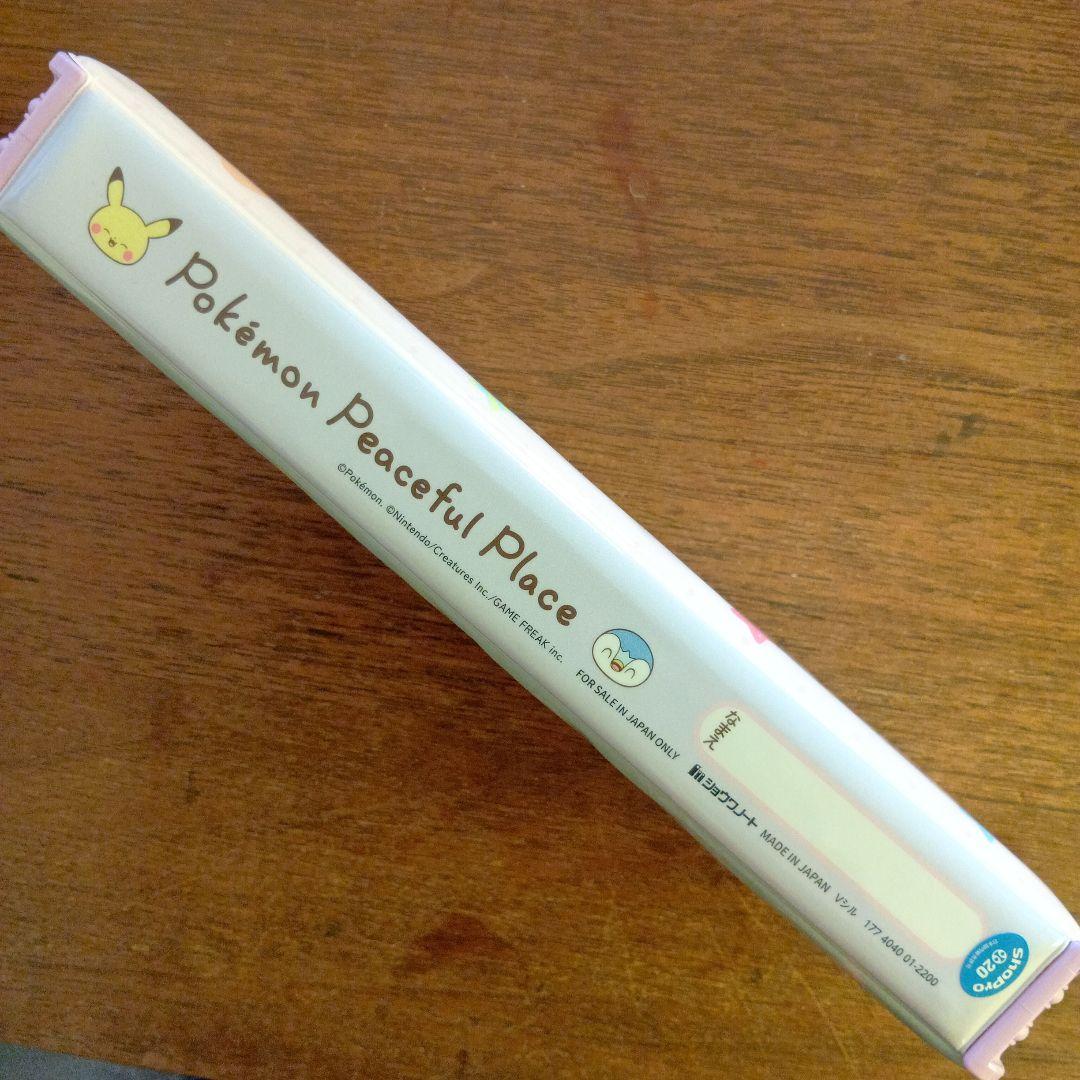 Pokémon Peaceful Place
©Pokémon. ©Nintendo/Creatures Inc./GAME FREAK inc.
FOR SALE IN JAPAN ONLY
なまえ
ショウワノート MADE IN JAPAN Vシル 177 4040 01-2200
ShoPro
20